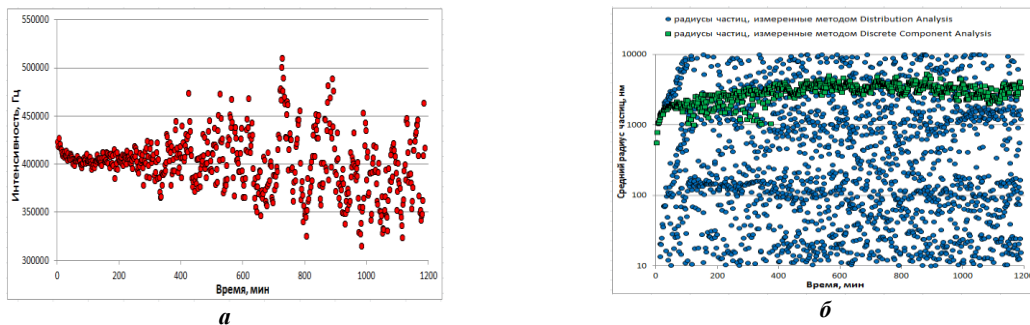 550000
500000
450000
400000
350000
300000
Интенсивность, Гц
0 200 400 600 800 1000 1200
Время, мин
а
радиусы частиц, измеренные методом Distribution Analysis
радиусы частиц, измеренные методом Discrete Component Analysis
10000
1000
100
10
Средний радиус частиц, нм
0 200 400 600 800 1000 1200
Время, мин
б